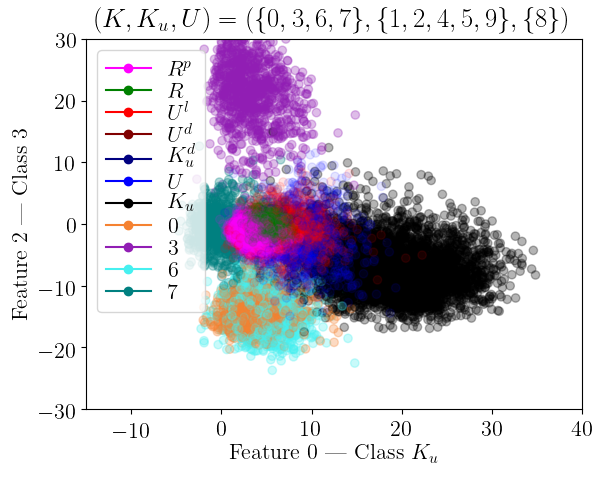 (K, K_u, U) = ({0, 3, 6, 7}, {1, 2, 4, 5, 9}, {8})
30
20
10
0
−10
−20
−30
Feature 2 — Class 3
R^p
R
U^l
U^d
K_u^d
U
K_u
0
3
6
7
−10 0 10 20 30 40
Feature 0 — Class K_u